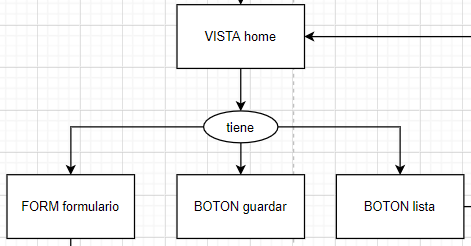 VISTA home
tiene
FORM formulario
BOTON guardar
BOTON lista